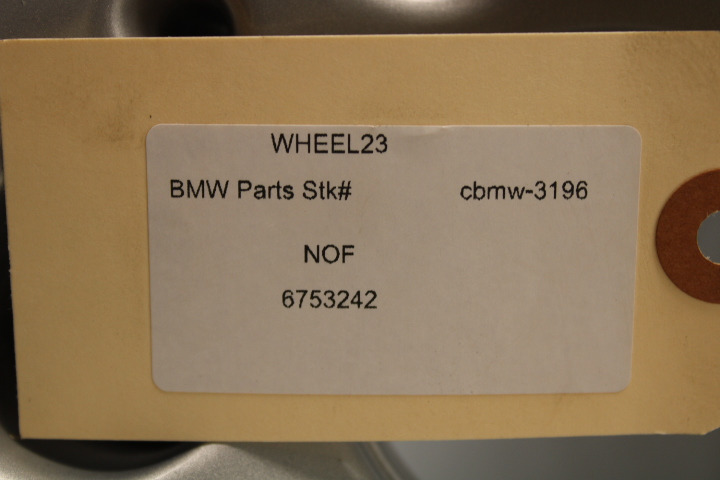 WHEEL23
BMW Parts Stk# cbmw-3196
NOF
6753242